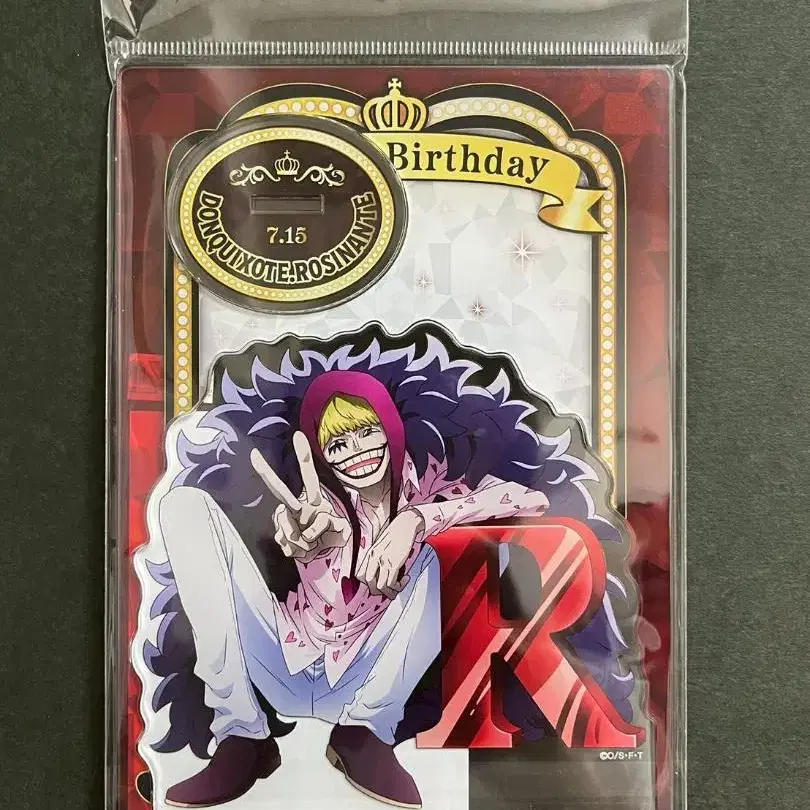 Birthday
7.15
DONQUIXOTE.ROSINANTE
R
©O/S・F・T